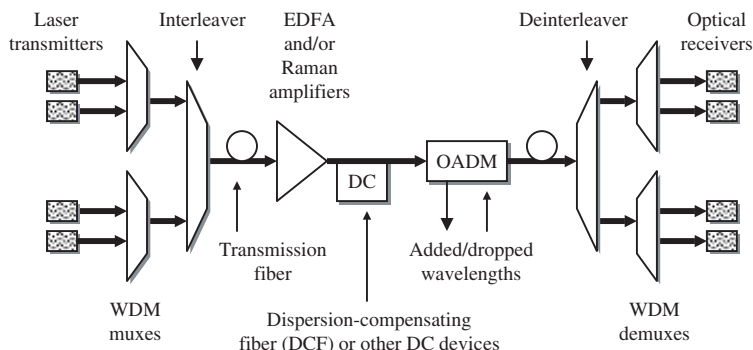 Laser
transmitters
Interleaver
EDFA
and/or
Raman
amplifiers
Deinterleaver
Optical
receivers
DC
OADM
Transmission
fiber
Added/dropped
wavelengths
WDM
muxes
Dispersion-compensating
fiber (DCF) or other DC devices
WDM
demuxes